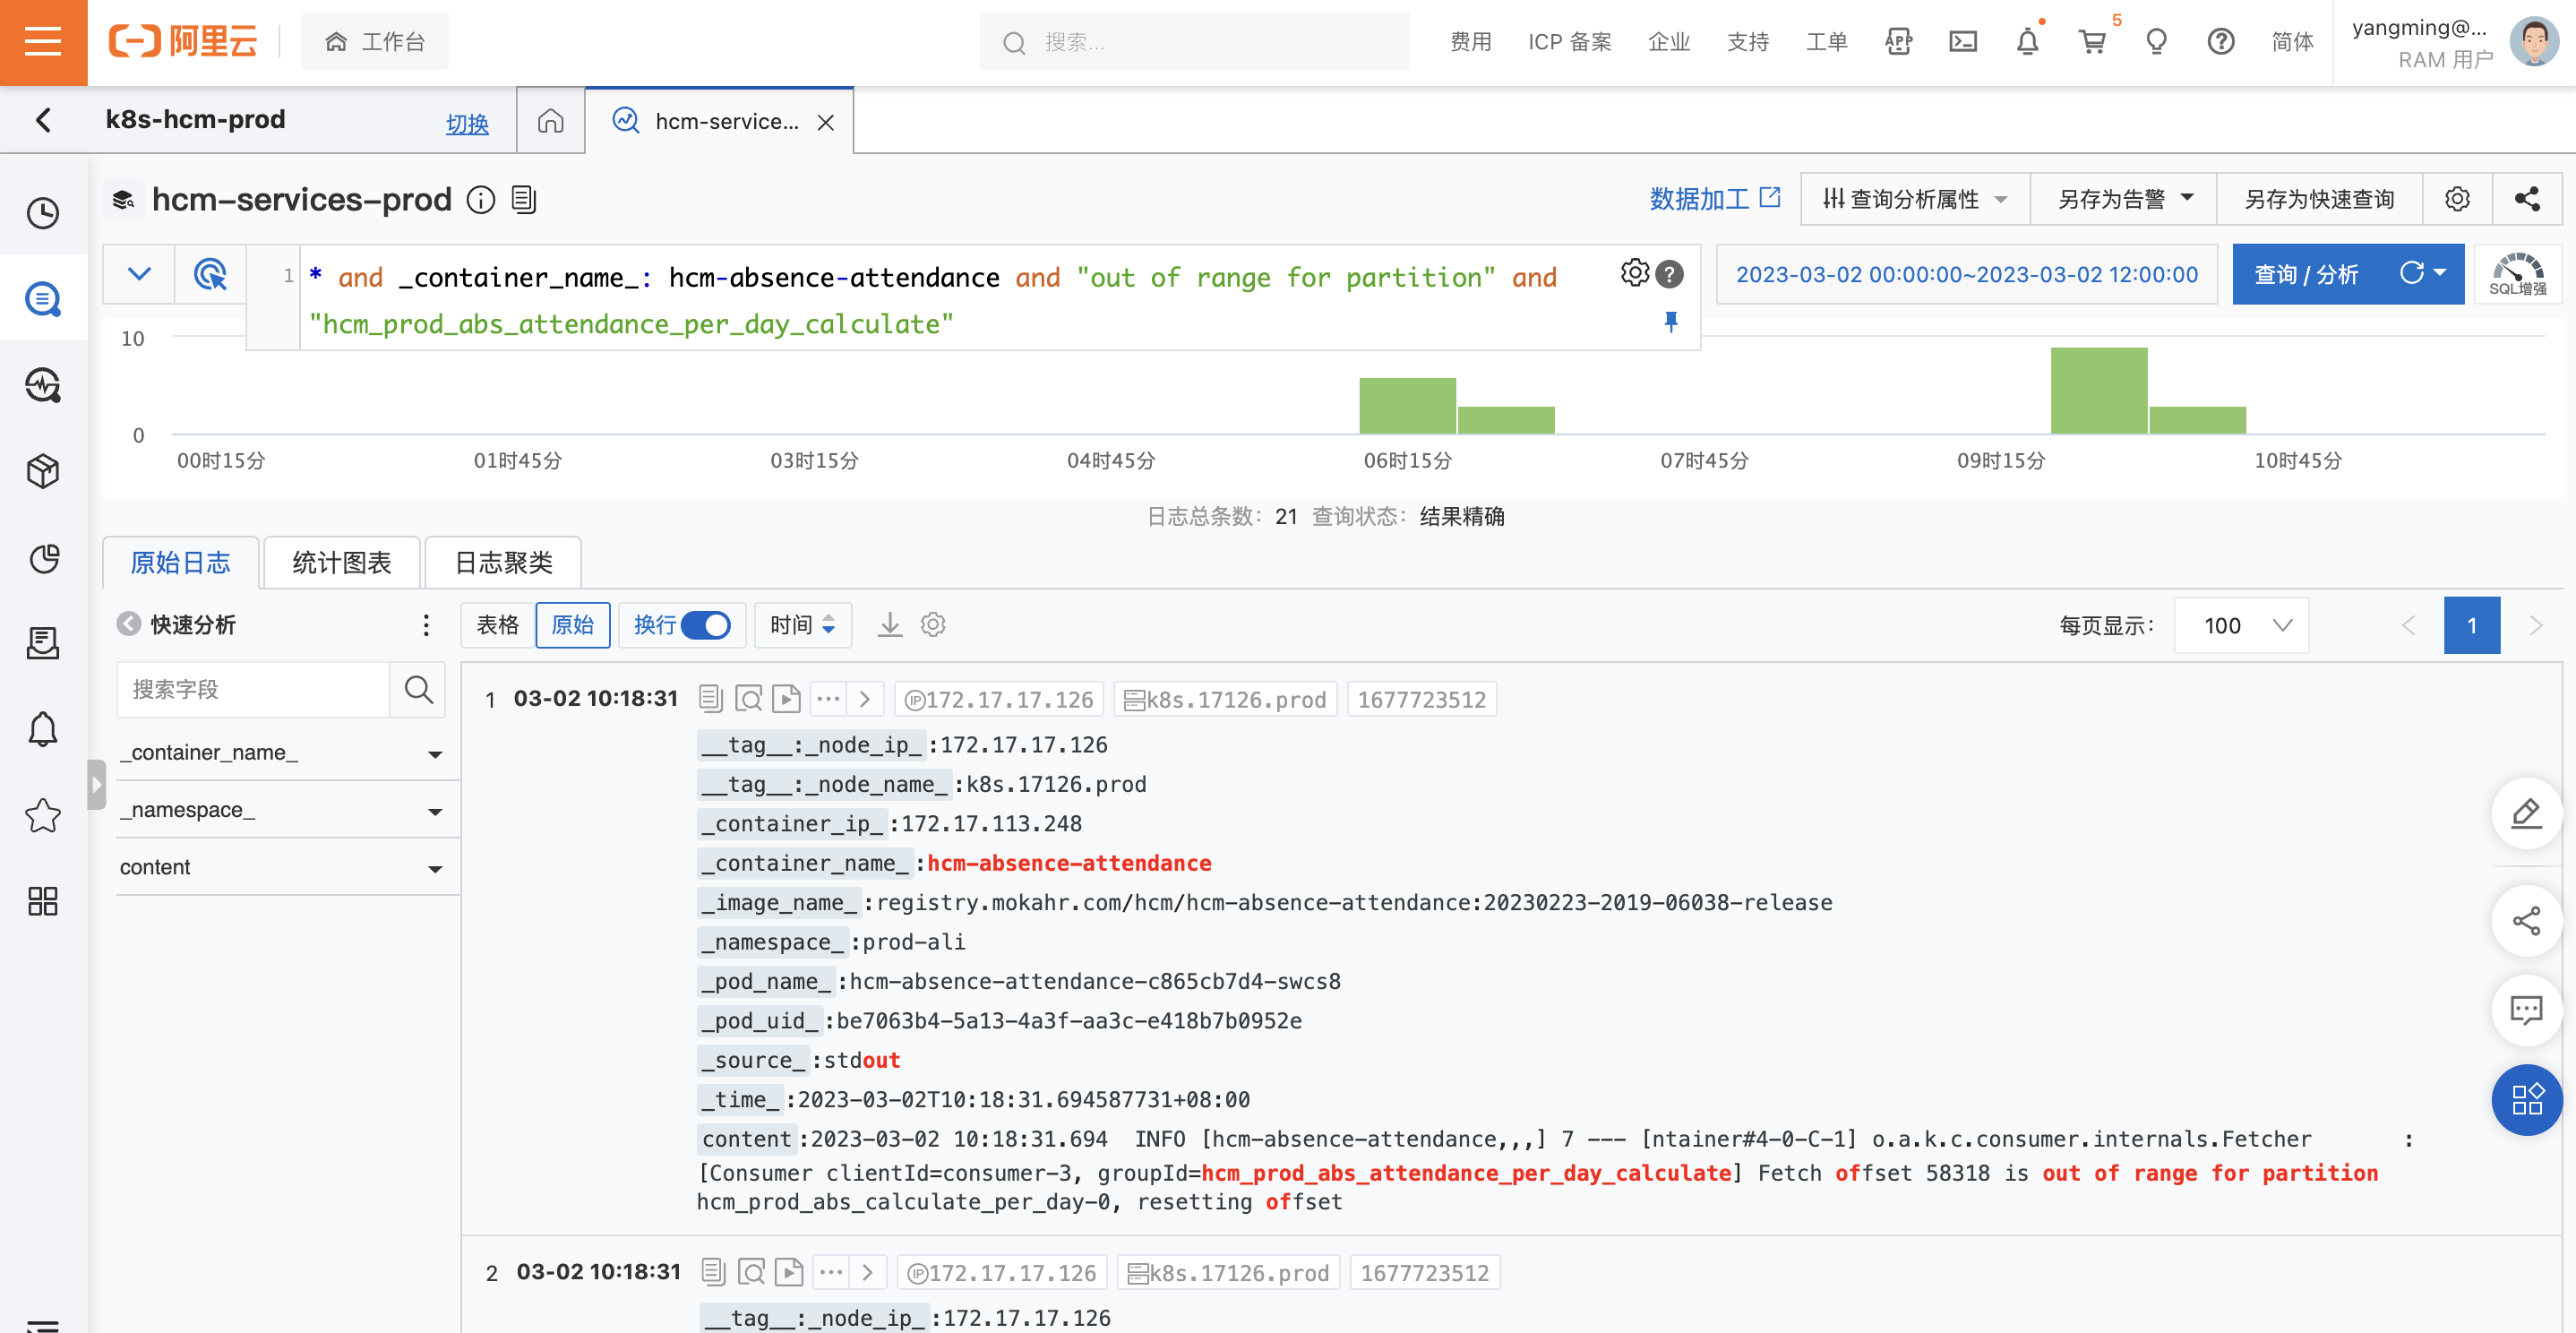 阿里云
工作台
搜索...
费用
ICP 备案
企业
支持
工单
APP
5
简体
yangming@...
RAM 用户
k8s-hcm-prod
切换
hcm-service...
hcm-services-prod
数据加工
查询分析属性
另存为告警
另存为快速查询
1
* and _container_name_: hcm-absence-attendance and "out of range for partition" and
"hcm_prod_abs_attendance_per_day_calculate"
2023-03-02 00:00:00~2023-03-02 12:00:00
查询 / 分析
SQL增强
10
0
00时15分
01时45分
03时15分
04时45分
06时15分
07时45分
09时15分
10时45分
日志总条数: 21 查询状态: 结果精确
原始日志
统计图表
日志聚类
快速分析
表格
原始
换行
时间
每页显示:
100
1
搜索字段
_container_name_
_namespace_
content
1 03-02 10:18:31 ... > IP 172.17.17.126 k8s.17126.prod 1677723512
__tag__:_node_ip_ :172.17.17.126
__tag__:_node_name_ :k8s.17126.prod
_container_ip_ :172.17.113.248
_container_name_ :hcm-absence-attendance
_image_name_ :registry.mokahr.com/hcm/hcm-absence-attendance:20230223-2019-06038-release
_namespace_ :prod-ali
_pod_name_ :hcm-absence-attendance-c865cb7d4-swcs8
_pod_uid_ :be7063b4-5a13-4a3f-aa3c-e418b7b0952e
_source_ :stdout
_time_ :2023-03-02T10:18:31.694587731+08:00
content :2023-03-02 10:18:31.694  INFO [hcm-absence-attendance,,,] 7 --- [ntainer#4-0-C-1] o.a.k.c.consumer.internals.Fetcher       :
[Consumer clientId=consumer-3, groupId=hcm_prod_abs_attendance_per_day_calculate] Fetch offset 58318 is out of range for partition
hcm_prod_abs_calculate_per_day-0, resetting offset
2 03-02 10:18:31 ... > IP 172.17.17.126 k8s.17126.prod 1677723512
__tag__:_node_ip_ :172.17.17.126